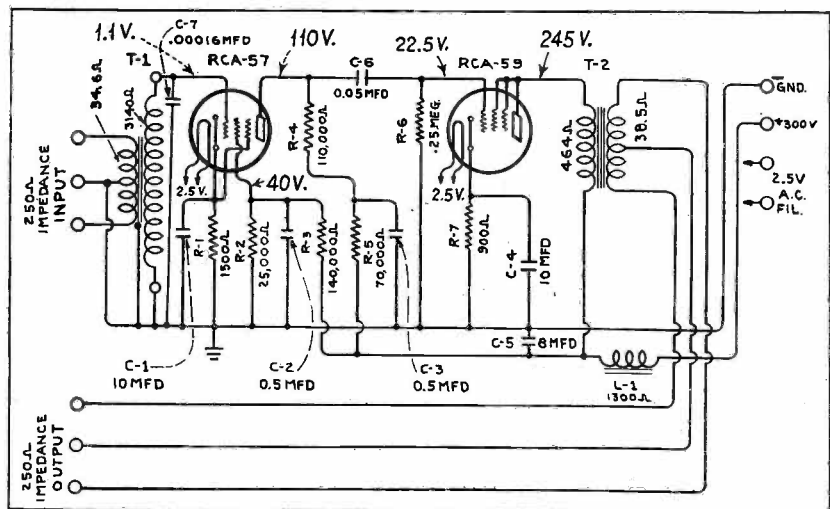 C-7
.00016MFD
1.1V.
T-1
RCA-57
110V.
C-6
0.05MFD
22.5V.
RCA-59
245V.
T-2
34.6Ω
3140Ω
R-4
110,000Ω
R-6
.25MEG.
464Ω
38.5Ω
GND.
+300V
2.5V
A.C.
FIL.
250Ω
IMPEDANCE
INPUT
2.5V.
40V.
2.5V.
R-1
1500Ω
R-2
25,000Ω
R-3
140,000Ω
R-5
70,000Ω
R-7
900Ω
C-4
10 MFD
C-1
10MFD
C-2
0.5MFD
C-3
0.5MFD
C-5
8MFD
L-1
1300Ω
250Ω
IMPEDANCE
OUTPUT